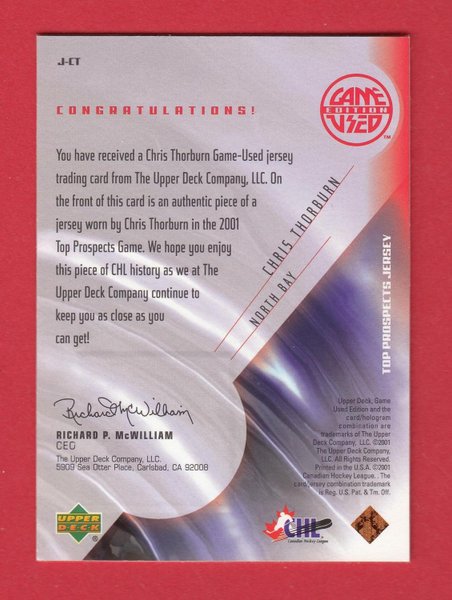 J-CT
CONGRATULATIONS!
GAME
EDITION
USED
TM
You have received a Chris Thorburn Game-Used jersey
trading card from The Upper Deck Company, LLC. On
the front of this card is an authentic piece of a
jersey worn by Chris Thorburn in the 2001
Top Prospects Game. We hope you enjoy
this piece of CHL history as we at The
Upper Deck Company continue to
keep you as close as you
can get!
CHRIS THORBURN
NORTH BAY
TOP PROSPECTS JERSEY
Richard P. McWilliam
RICHARD P. McWILLIAM
CEO
The Upper Deck Company, LLC.
5909 Sea Otter Place, Carlsbad, CA 92008
Upper Deck, Game
Used Edition and the
card/hologram
combination are
trademarks of The Upper
Deck Company, LLC. ©2001
The Upper Deck Company,
LLC. All Rights Reserved.
Printed in the U.S.A. ©2001
Canadian Hockey League. The
card/jersey combination trademark
is Reg. U.S. Pat. & Tm. Off.
UPPER
DECK
®
CHL
Canadian Hockey League